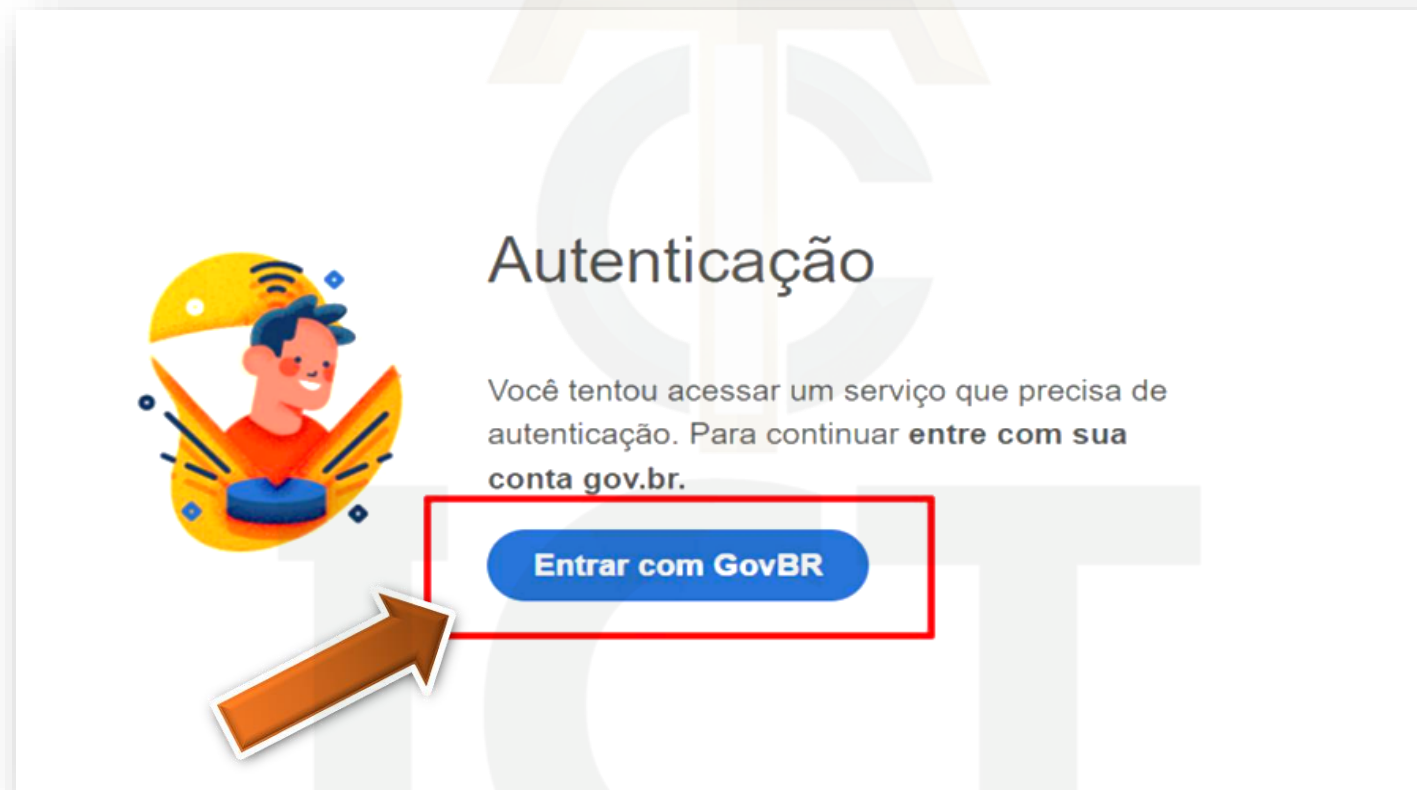 Autenticação
Você tentou acessar um serviço que precisa de
autenticação. Para continuar entre com sua
conta gov.br.
Entrar com GovBR